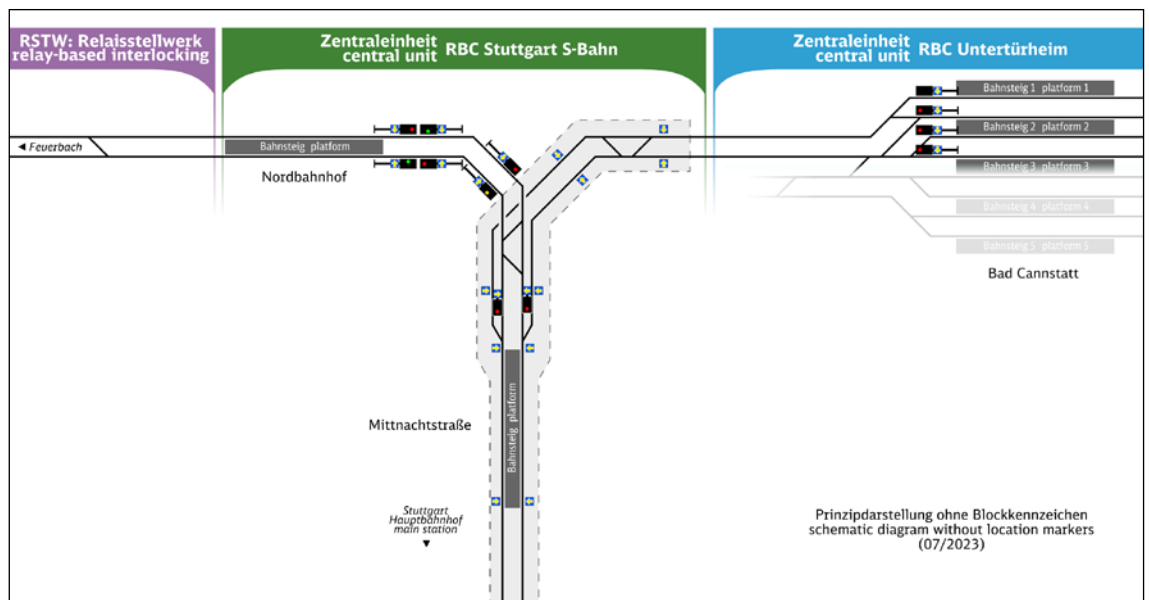 RSTW: Relaisstellwerk
relay-based interlocking
Zentraleinheit
central unit
RBC Stuttgart S-Bahn
Zentraleinheit
central unit
RBC Untertürheim
Bahnsteig 1 platform 1
Bahnsteig 2 platform 2
Bahnsteig 3 platform 3
Bahnsteig 4 platform 4
Bahnsteig 5 platform 5
Bad Cannstatt
◄ Feuerbach
Bahnsteig platform
Nordbahnhof
Bahnsteig platform
Mittnachtstraße
Stuttgart
Hauptbahnhof
main station
▼
Prinzipdarstellung ohne Blockkennzeichen
schematic diagram without location markers
(07/2023)